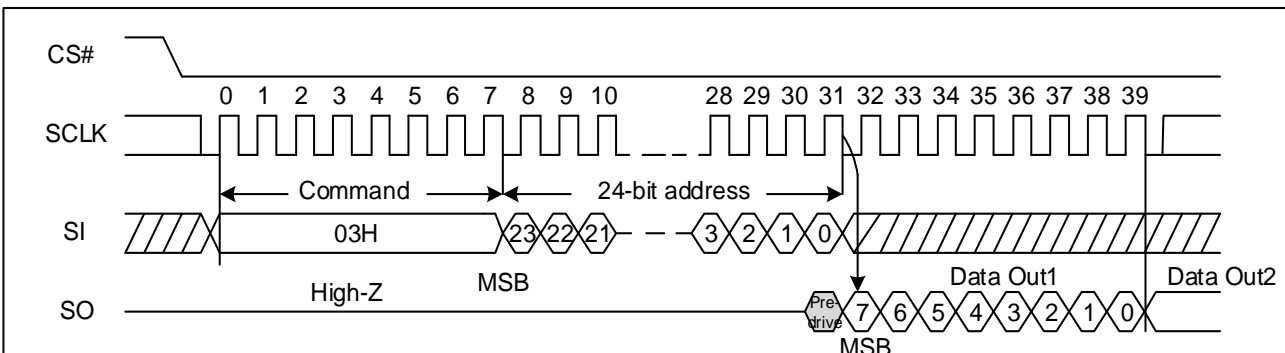 CS#
0 1 2 3 4 5 6 7 8 9 10 28 29 30 31 32 33 34 35 36 37 38 39
SCLK
Command 24-bit address
SI 03H 23 22 21 3 2 1 0
MSB
High-Z Data Out1 Data Out2
SO Pre-drive 7 6 5 4 3 2 1 0
MSB